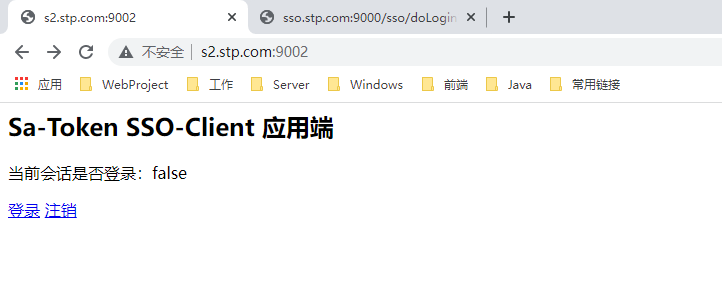 s2.stp.com:9002
sso.stp.com:9000/sso/doLogin
不安全 s2.stp.com:9002
应用 WebProject 工作 Server Windows 前端 Java 常用链接
Sa-Token SSO-Client 应用端
当前会话是否登录：false
登录 注销